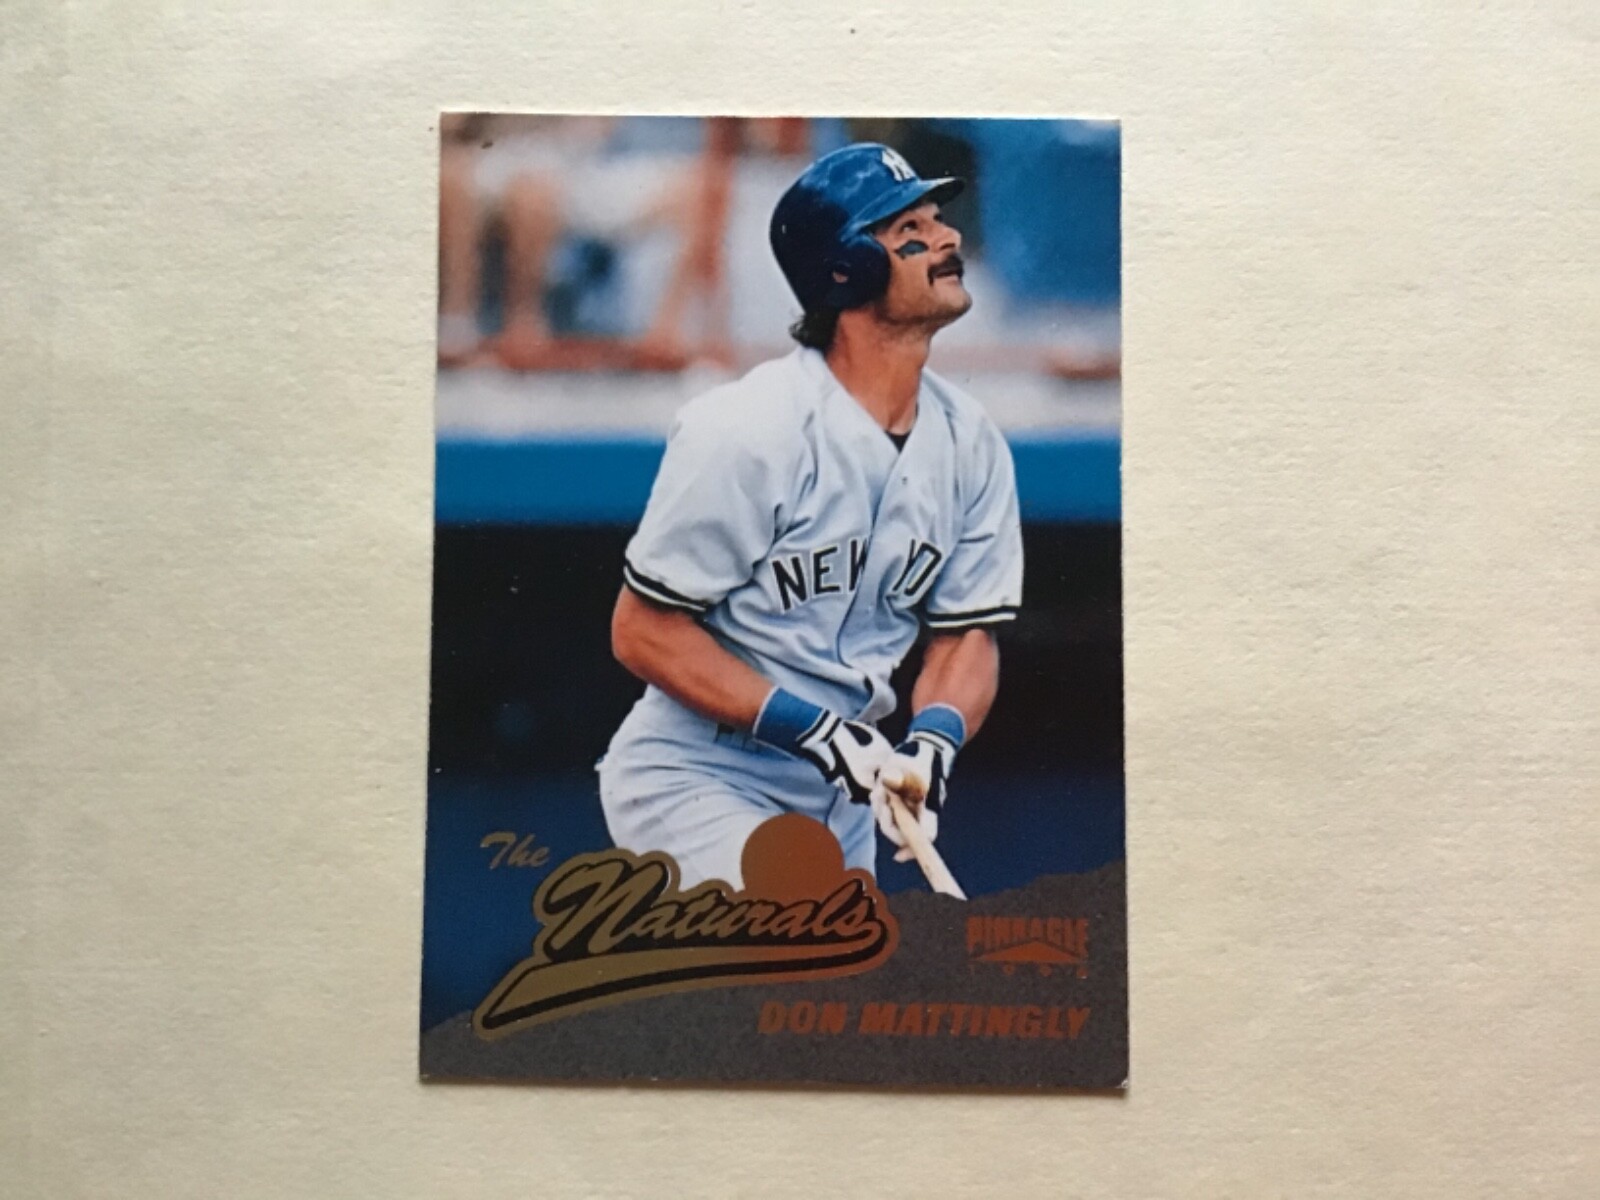 NY
NEW YO
The
Naturals
PINNACLE
DON MATTINGLY